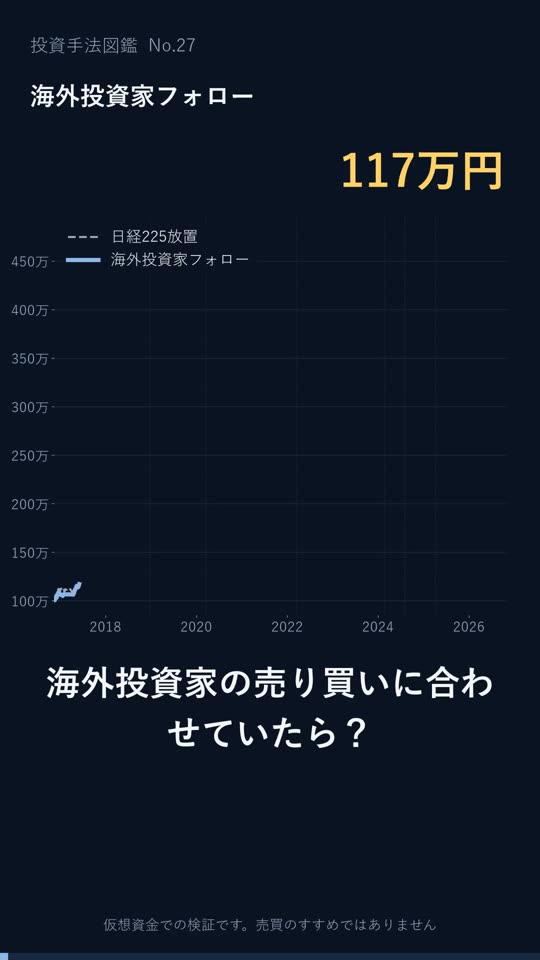 投資手法図鑑 No.27
海外投資家フォロー
117万円
日経225放置
海外投資家フォロー
450万
400万
350万
300万
250万
200万
150万
100万
2018 2020 2022 2024 2026
海外投資家の売り買いに合わ
せていたら？
仮想資金での検証です。売買のすすめではありません